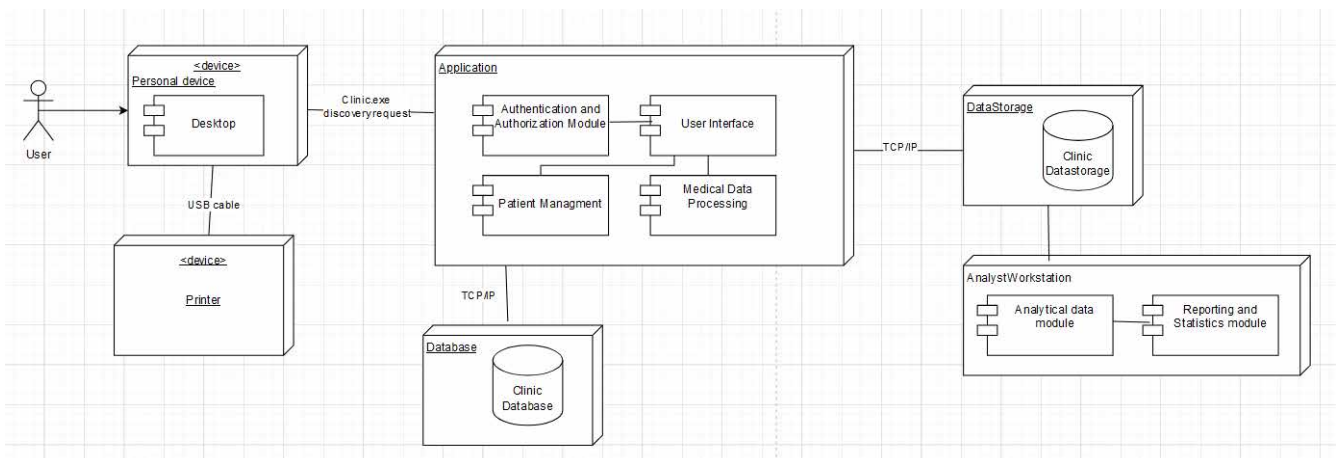 <device>
Personal device
Desktop
User
USB cable
<device>
Printer
Clinic.exe
discovery request
Application
Authentication and
Authorization Module
User Interface
Patient Managment
Medical Data
Processing
TCP/IP
Database
Clinic
Database
TCP/IP
DataStorage
Clinic
Datastorage
AnalystWorkstation
Analytical data
module
Reporting and
Statistics module